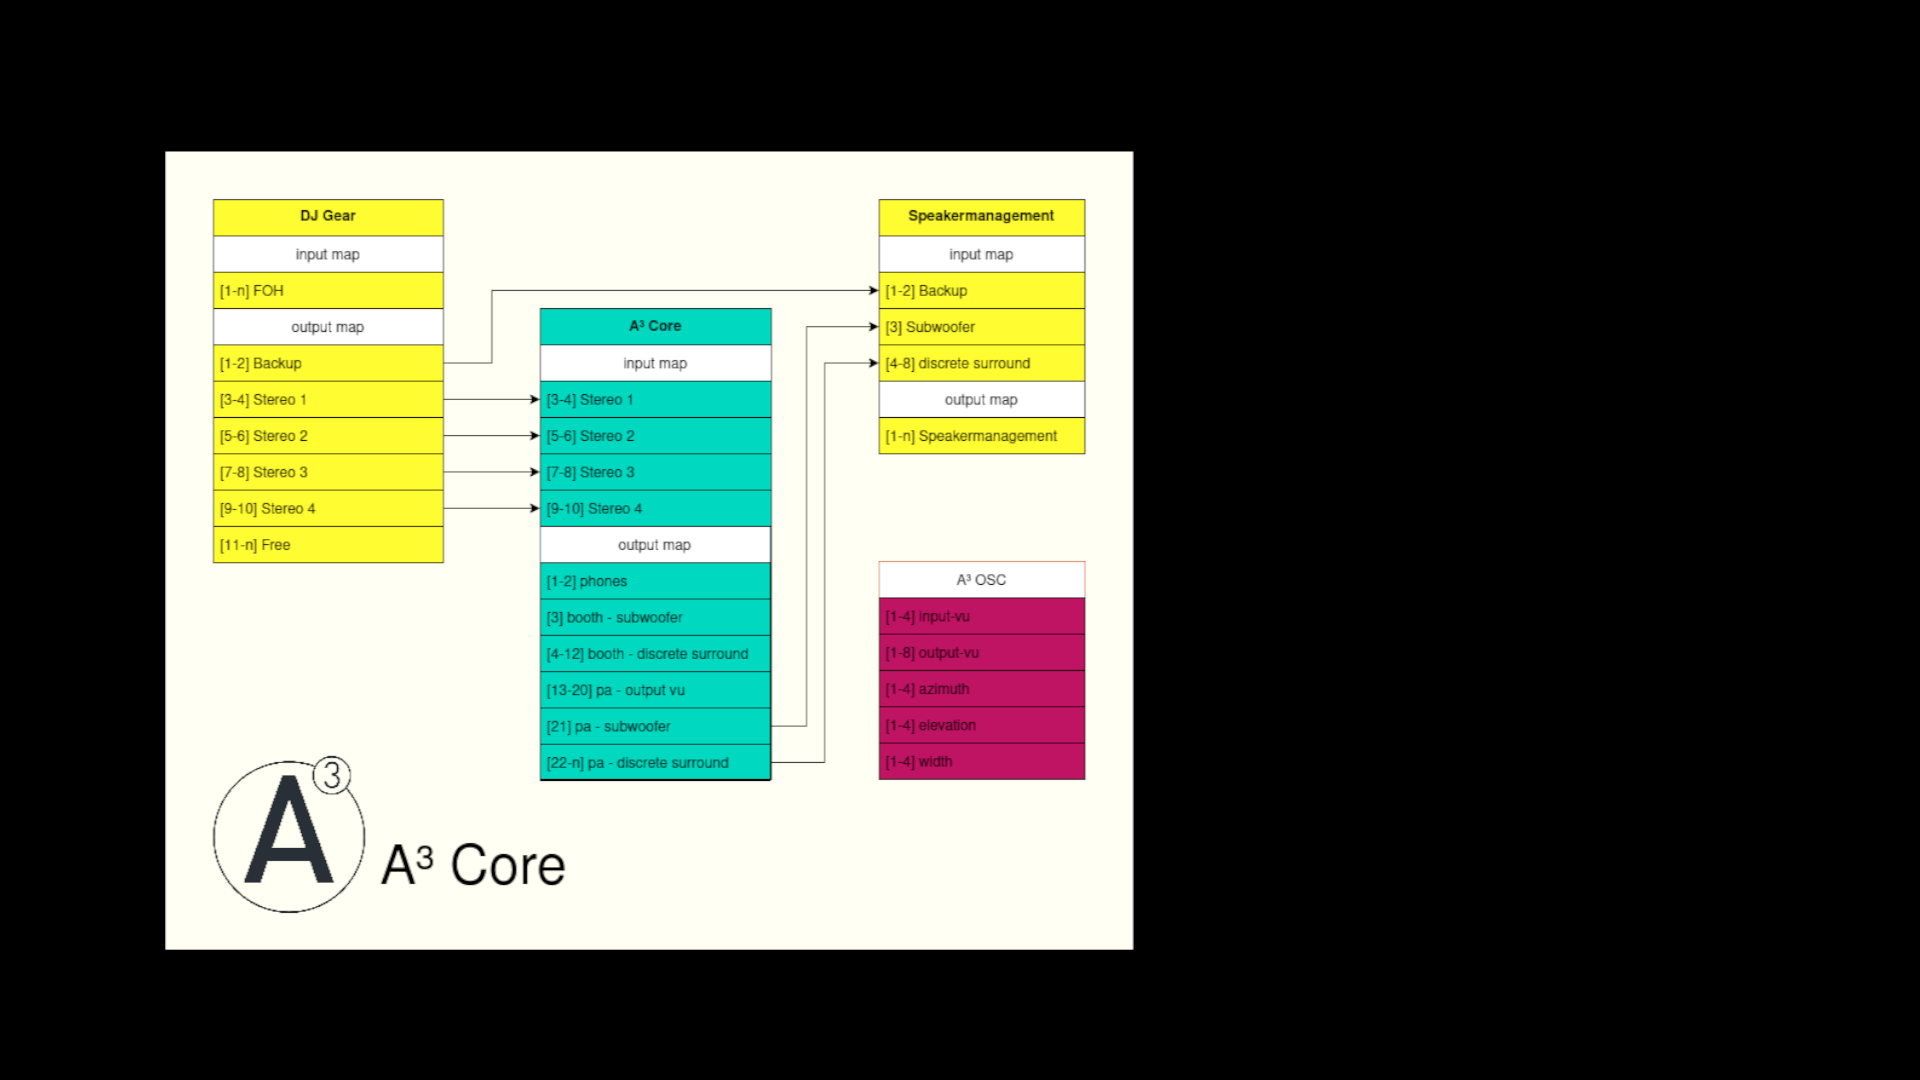 DJ Gear
input map
[1-n] FOH
output map
[1-2] Backup
[3-4] Stereo 1
[5-6] Stereo 2
[7-8] Stereo 3
[9-10] Stereo 4
[11-n] Free
A³ Core
input map
[3-4] Stereo 1
[5-6] Stereo 2
[7-8] Stereo 3
[9-10] Stereo 4
output map
[1-2] phones
[3] booth - subwoofer
[4-12] booth - discrete surround
[13-20] pa - output vu
[21] pa - subwoofer
[22-n] pa - discrete surround
Speakermanagement
input map
[1-2] Backup
[3] Subwoofer
[4-8] discrete surround
output map
[1-n] Speakermanagement
A³ OSC
[1-4] input-vu
[1-8] output-vu
[1-4] azimuth
[1-4] elevation
[1-4] width
A 3
A³ Core